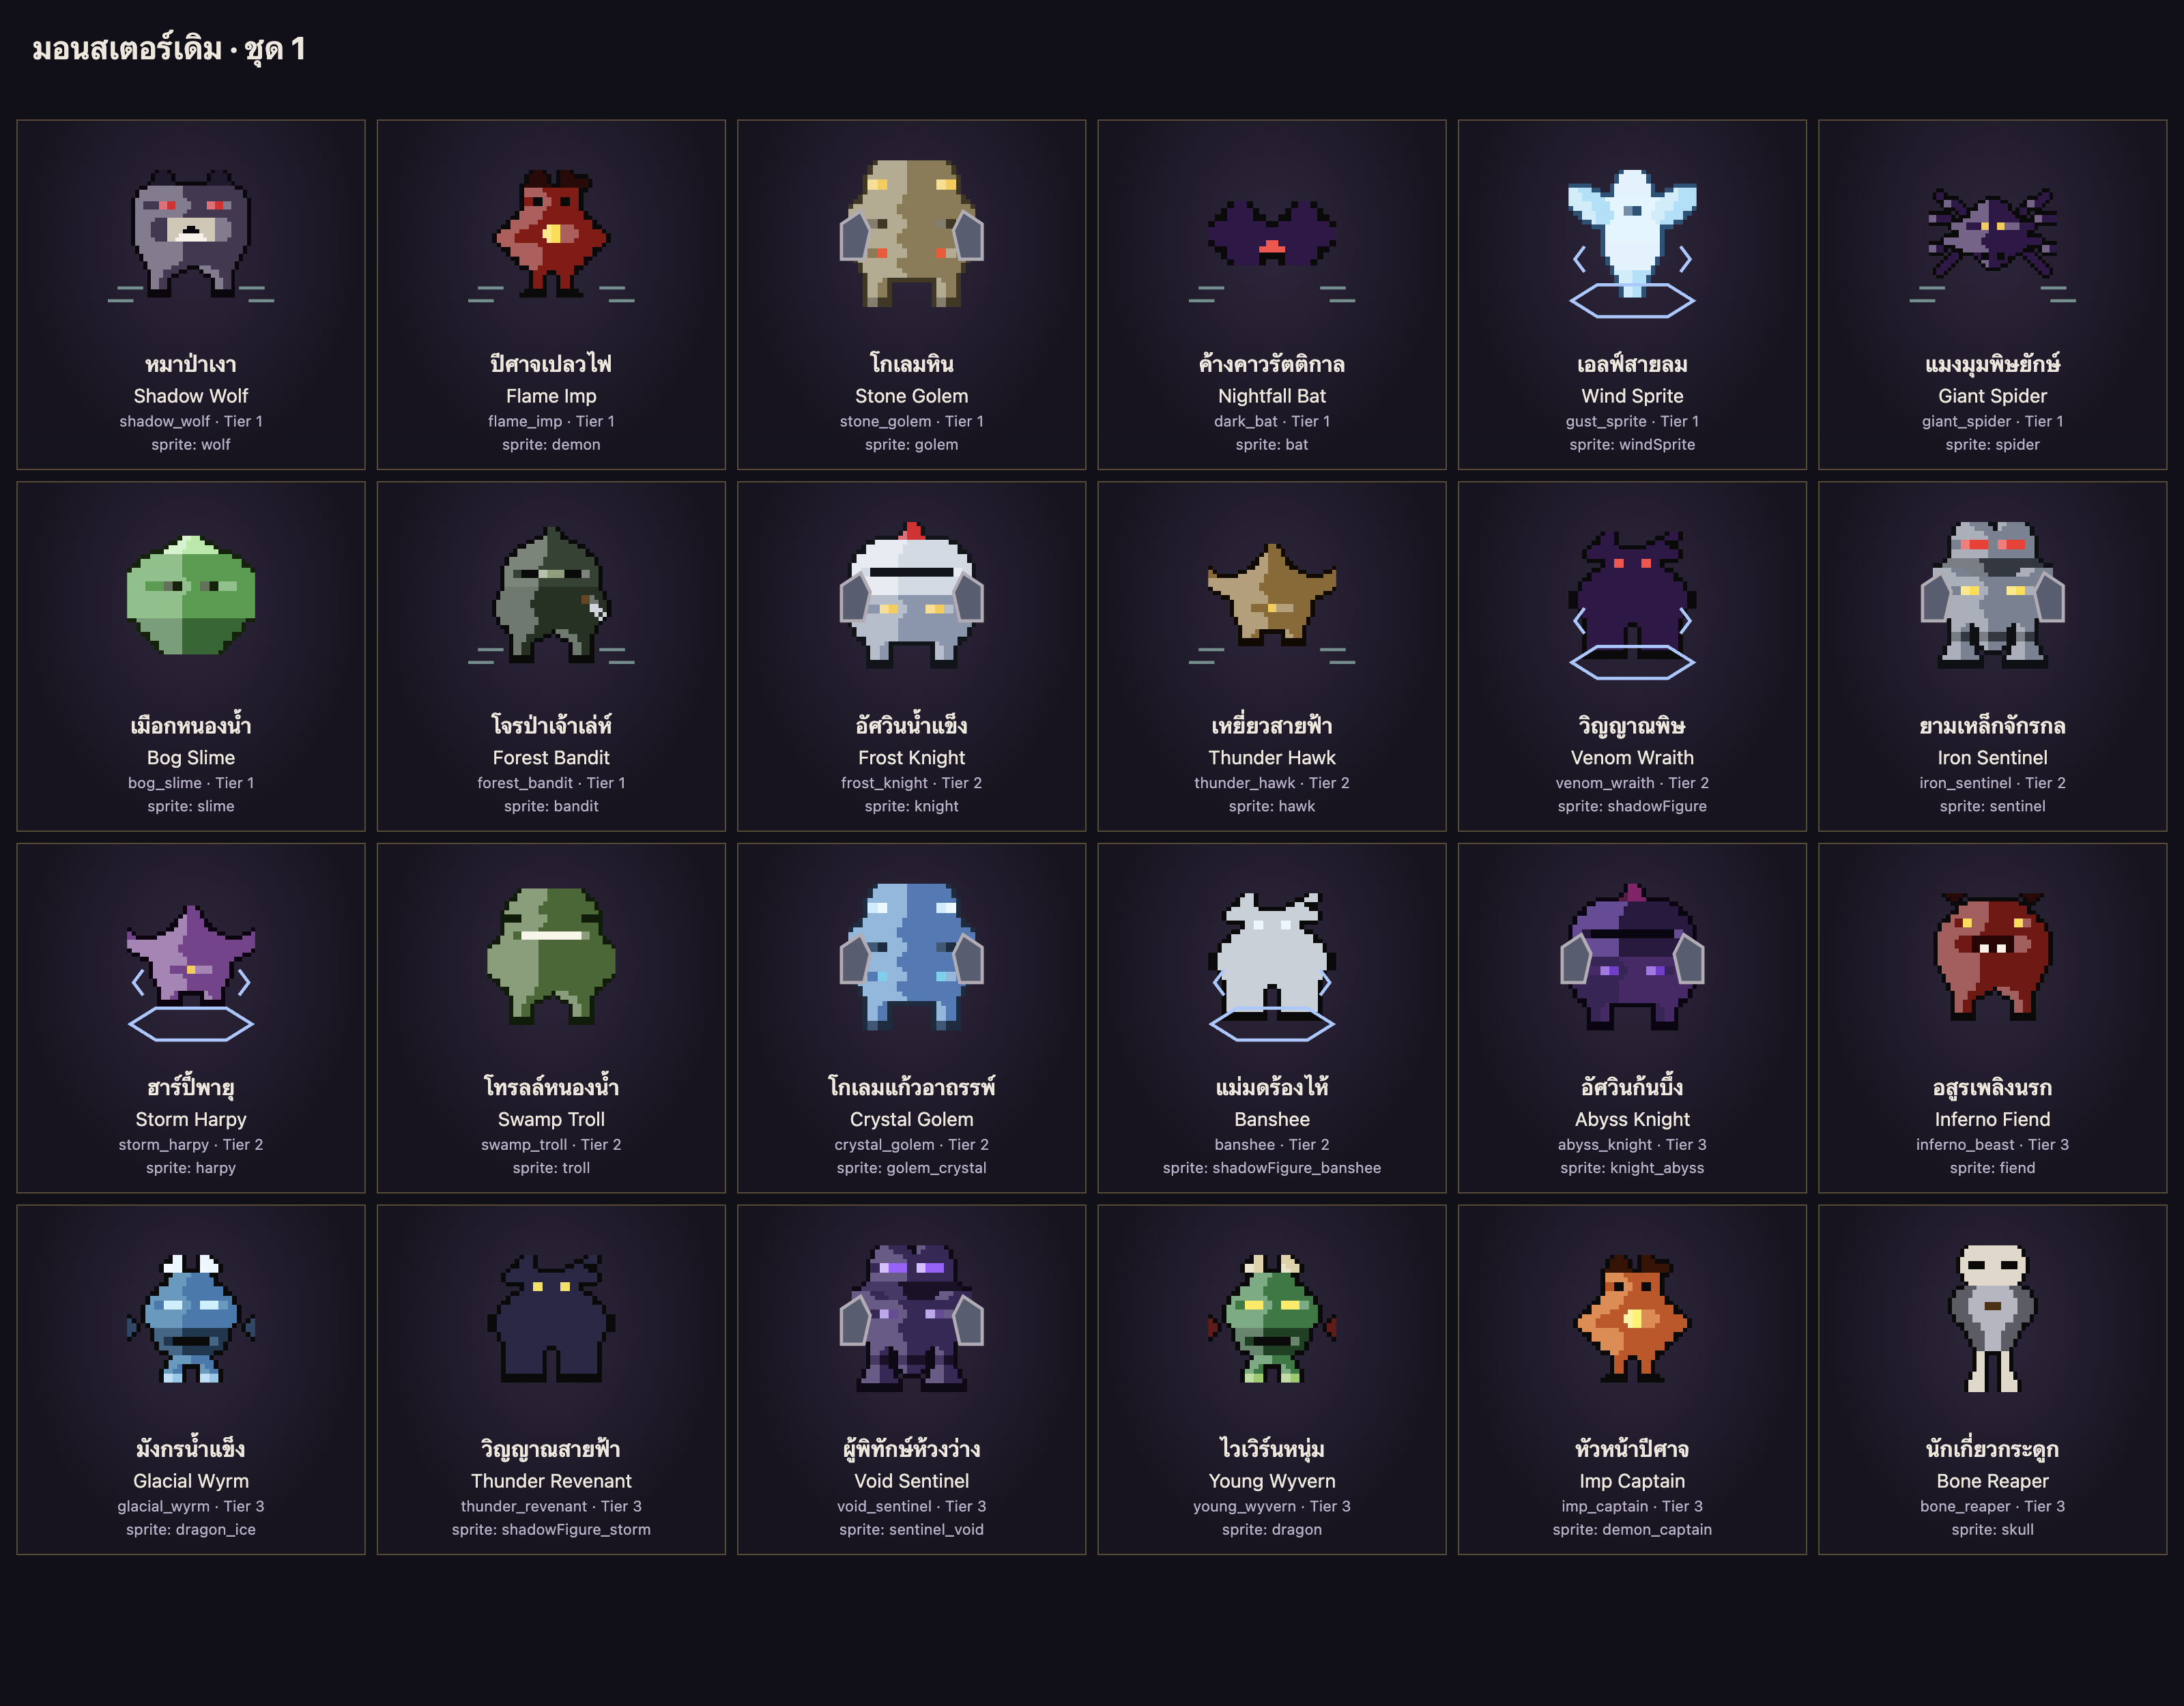 มอนสเตอร์เดิม · ชุด 1
หมาป่าเงา
Shadow Wolf
shadow_wolf · Tier 1
sprite: wolf
ปีศาจเปลวไฟ
Flame Imp
flame_imp · Tier 1
sprite: demon
โกเลมหิน
Stone Golem
stone_golem · Tier 1
sprite: golem
ค้างคาวรัตติกาล
Nightfall Bat
dark_bat · Tier 1
sprite: bat
เอลฟ์สายลม
Wind Sprite
gust_sprite · Tier 1
sprite: windSprite
แมงมุมพิษยักษ์
Giant Spider
giant_spider · Tier 1
sprite: spider
เมือกหนองน้ำ
Bog Slime
bog_slime · Tier 1
sprite: slime
โจรป่าเจ้าเล่ห์
Forest Bandit
forest_bandit · Tier 1
sprite: bandit
อัศวินน้ำแข็ง
Frost Knight
frost_knight · Tier 2
sprite: knight
เหยี่ยวสายฟ้า
Thunder Hawk
thunder_hawk · Tier 2
sprite: hawk
วิญญาณพิษ
Venom Wraith
venom_wraith · Tier 2
sprite: shadowFigure
ยามเหล็กจักรกล
Iron Sentinel
iron_sentinel · Tier 2
sprite: sentinel
ฮาร์ปี้พายุ
Storm Harpy
storm_harpy · Tier 2
sprite: harpy
โทรลล์หนองน้ำ
Swamp Troll
swamp_troll · Tier 2
sprite: troll
โกเลมแก้วอาถรรพ์
Crystal Golem
crystal_golem · Tier 2
sprite: golem_crystal
แม่มดร้องไห้
Banshee
banshee · Tier 2
sprite: shadowFigure_banshee
อัศวินก้นบึ้ง
Abyss Knight
abyss_knight · Tier 3
sprite: knight_abyss
อสูรเพลิงนรก
Inferno Fiend
inferno_beast · Tier 3
sprite: fiend
มังกรน้ำแข็ง
Glacial Wyrm
glacial_wyrm · Tier 3
sprite: dragon_ice
วิญญาณสายฟ้า
Thunder Revenant
thunder_revenant · Tier 3
sprite: shadowFigure_storm
ผู้พิทักษ์ห้วงว่าง
Void Sentinel
void_sentinel · Tier 3
sprite: sentinel_void
ไวเวิร์นหนุ่ม
Young Wyvern
young_wyvern · Tier 3
sprite: dragon
หัวหน้าปีศาจ
Imp Captain
imp_captain · Tier 3
sprite: demon_captain
นักเกี่ยวกระดูก
Bone Reaper
bone_reaper · Tier 3
sprite: skull